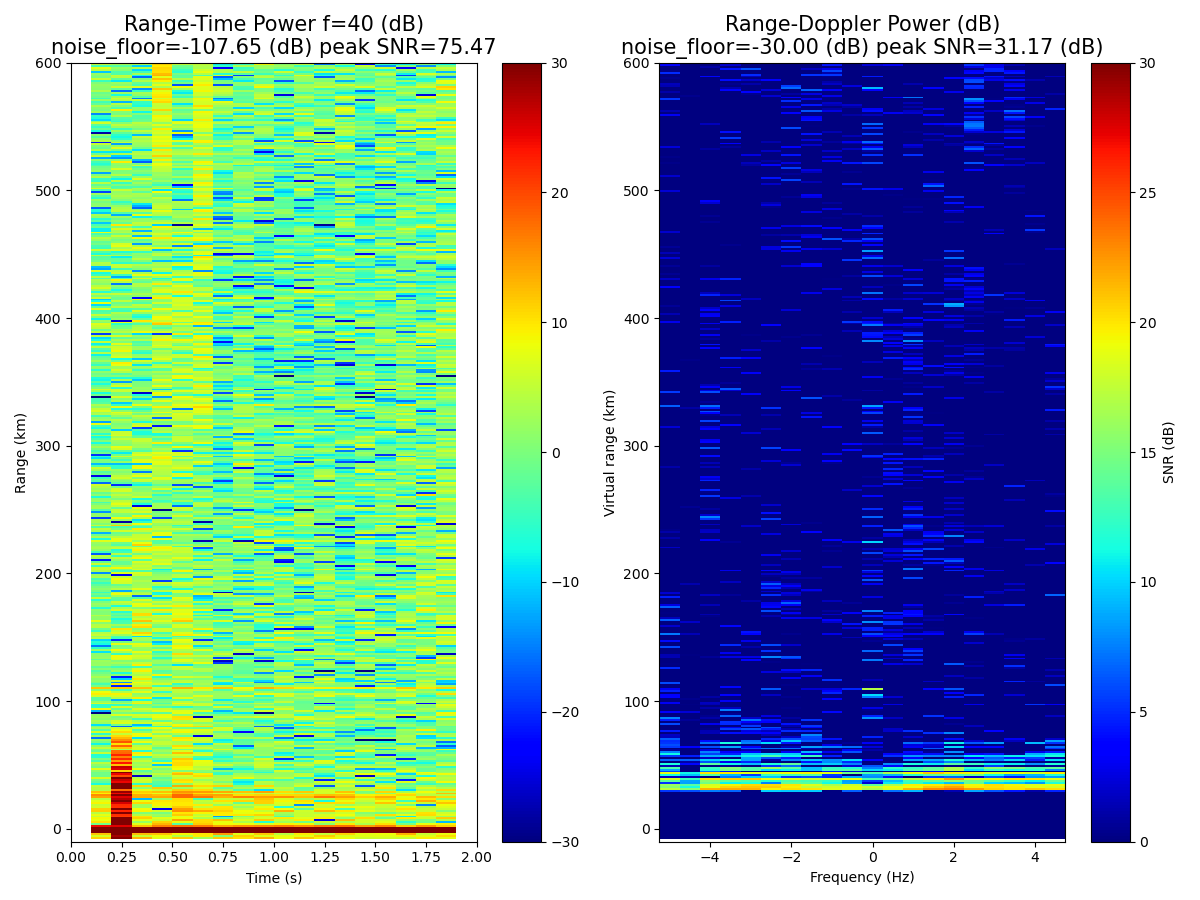 Range-Time Power f=40 (dB)
noise_floor=-107.65 (dB) peak SNR=75.47
600
500
400
300
200
100
0
Range (km)
0.00 0.25 0.50 0.75 1.00 1.25 1.50 1.75 2.00
Time (s)
30
20
10
0
−10
−20
−30
Range-Doppler Power (dB)
noise_floor=-30.00 (dB) peak SNR=31.17 (dB)
600
500
400
300
200
100
0
Virtual range (km)
−4 −2 0 2 4
Frequency (Hz)
30
25
20
15
10
5
0
SNR (dB)